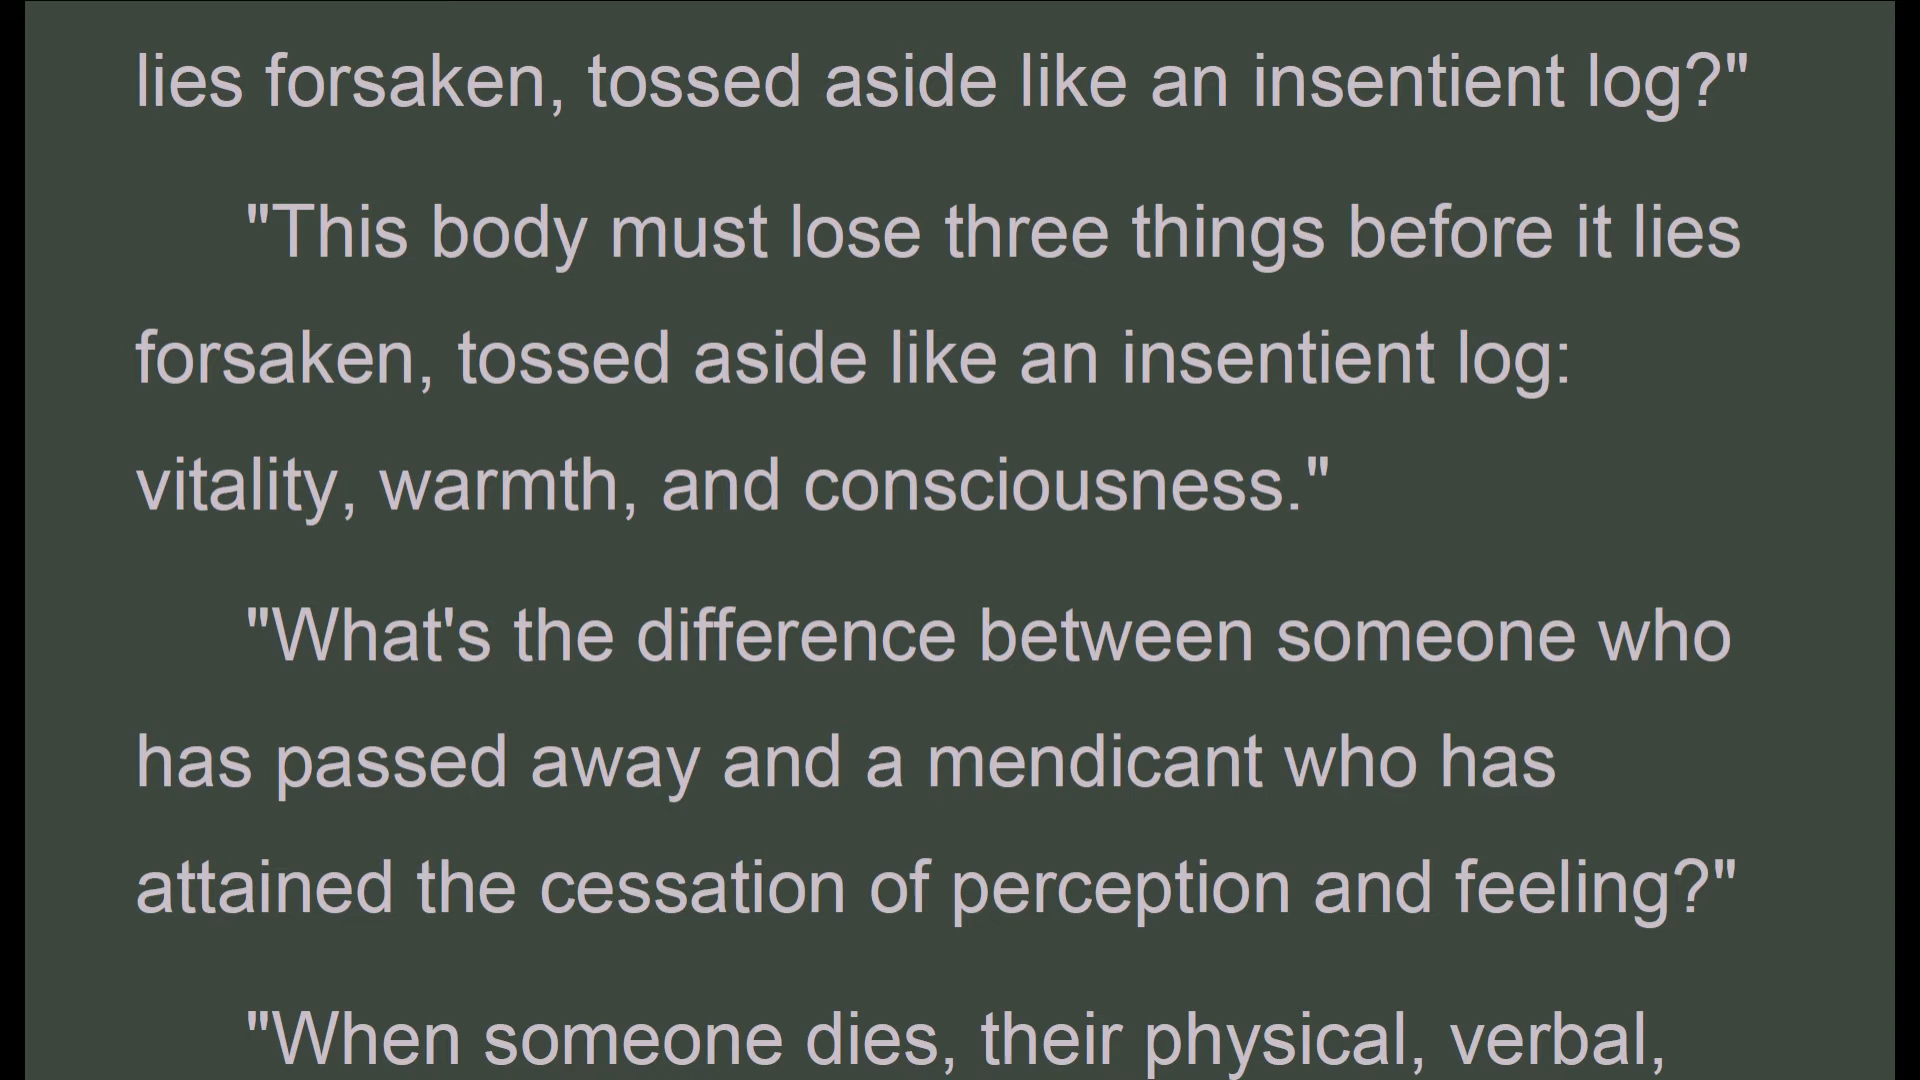 lies forsaken, tossed aside like an insentient log?"
"This body must lose three things before it lies
forsaken, tossed aside like an insentient log:
vitality, warmth, and consciousness."
"What's the difference between someone who
has passed away and a mendicant who has
attained the cessation of perception and feeling?"
"When someone dies, their physical, verbal,